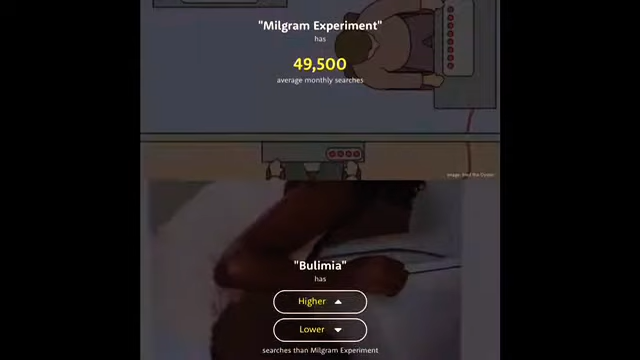 "Milgram Experiment"
has
49,500
average monthly searches
"Bulimia"
has
Higher
Lower
searches than Milgram Experiment